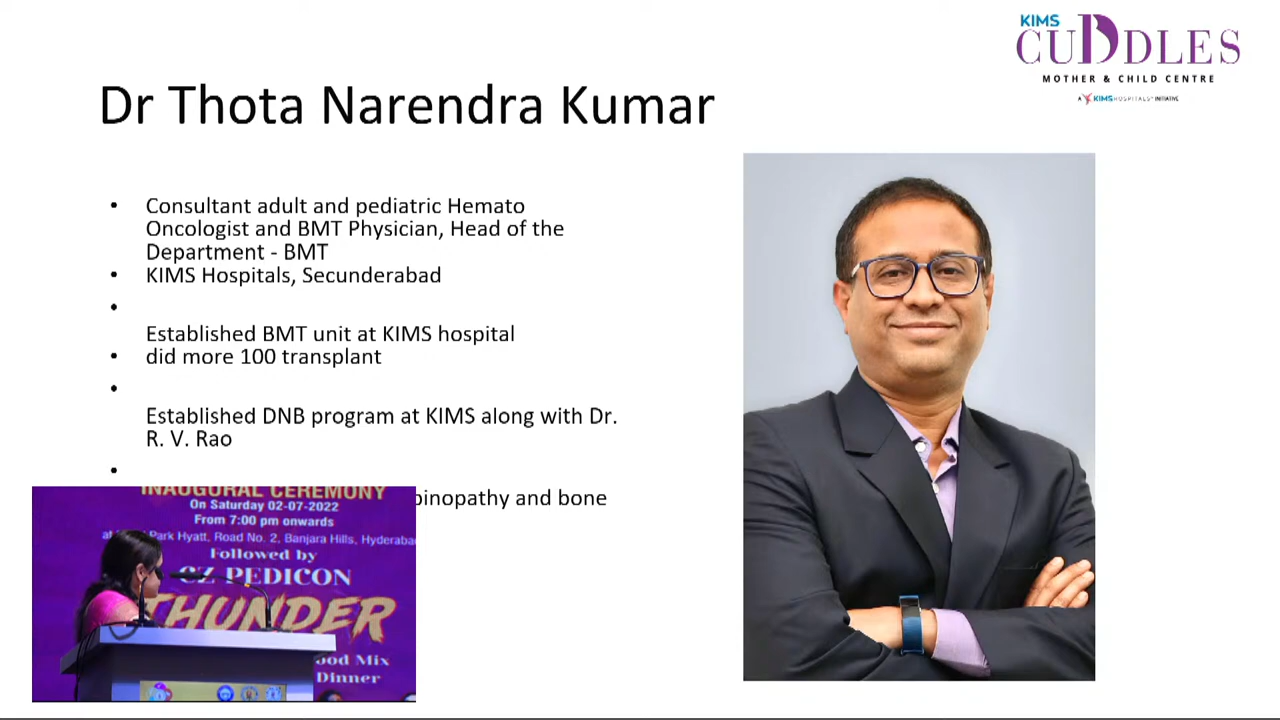 KIMS
CUDDLES
MOTHER & CHILD CENTRE
A KIMS HOSPITALS INITIATIVE
Dr Thota Narendra Kumar
• Consultant adult and pediatric Hemato
Oncologist and BMT Physician, Head of the
Department - BMT
• KIMS Hospitals, Secunderabad
•
Established BMT unit at KIMS hospital
• did more 100 transplant
•
Established DNB program at KIMS along with Dr.
R. V. Rao
•
and bone
INAUGURAL CEREMONY
On Saturday 02-07-2022
From 7:00 pm onwards
Park Hyatt, Road No. 2, Banjara Hills,
Followed by
CZ PEDICON
THUNDER
Mix
Dinner